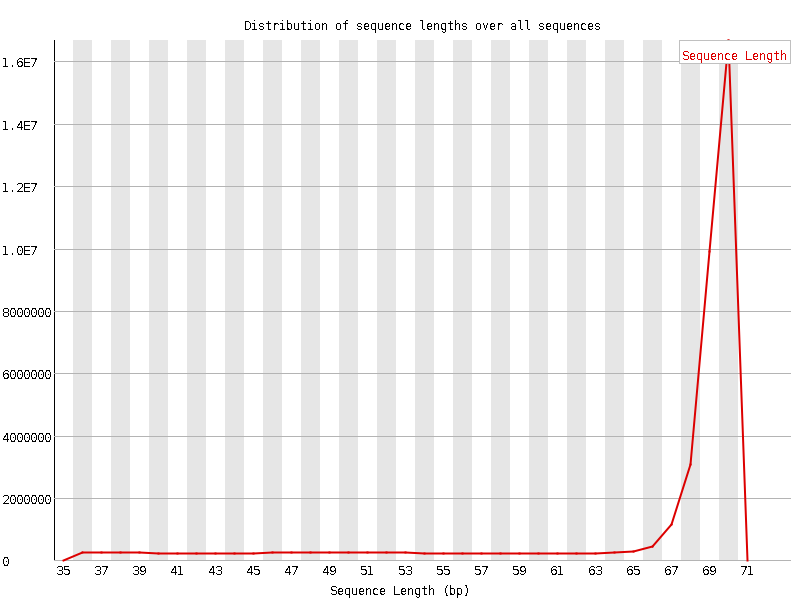 Distribution of sequence lengths over all sequences
Sequence Length
1.6E7
1.4E7
1.2E7
1.0E7
8000000
6000000
4000000
2000000
0
35 37 39 41 43 45 47 49 51 53 55 57 59 61 63 65 67 69 71
Sequence Length (bp)